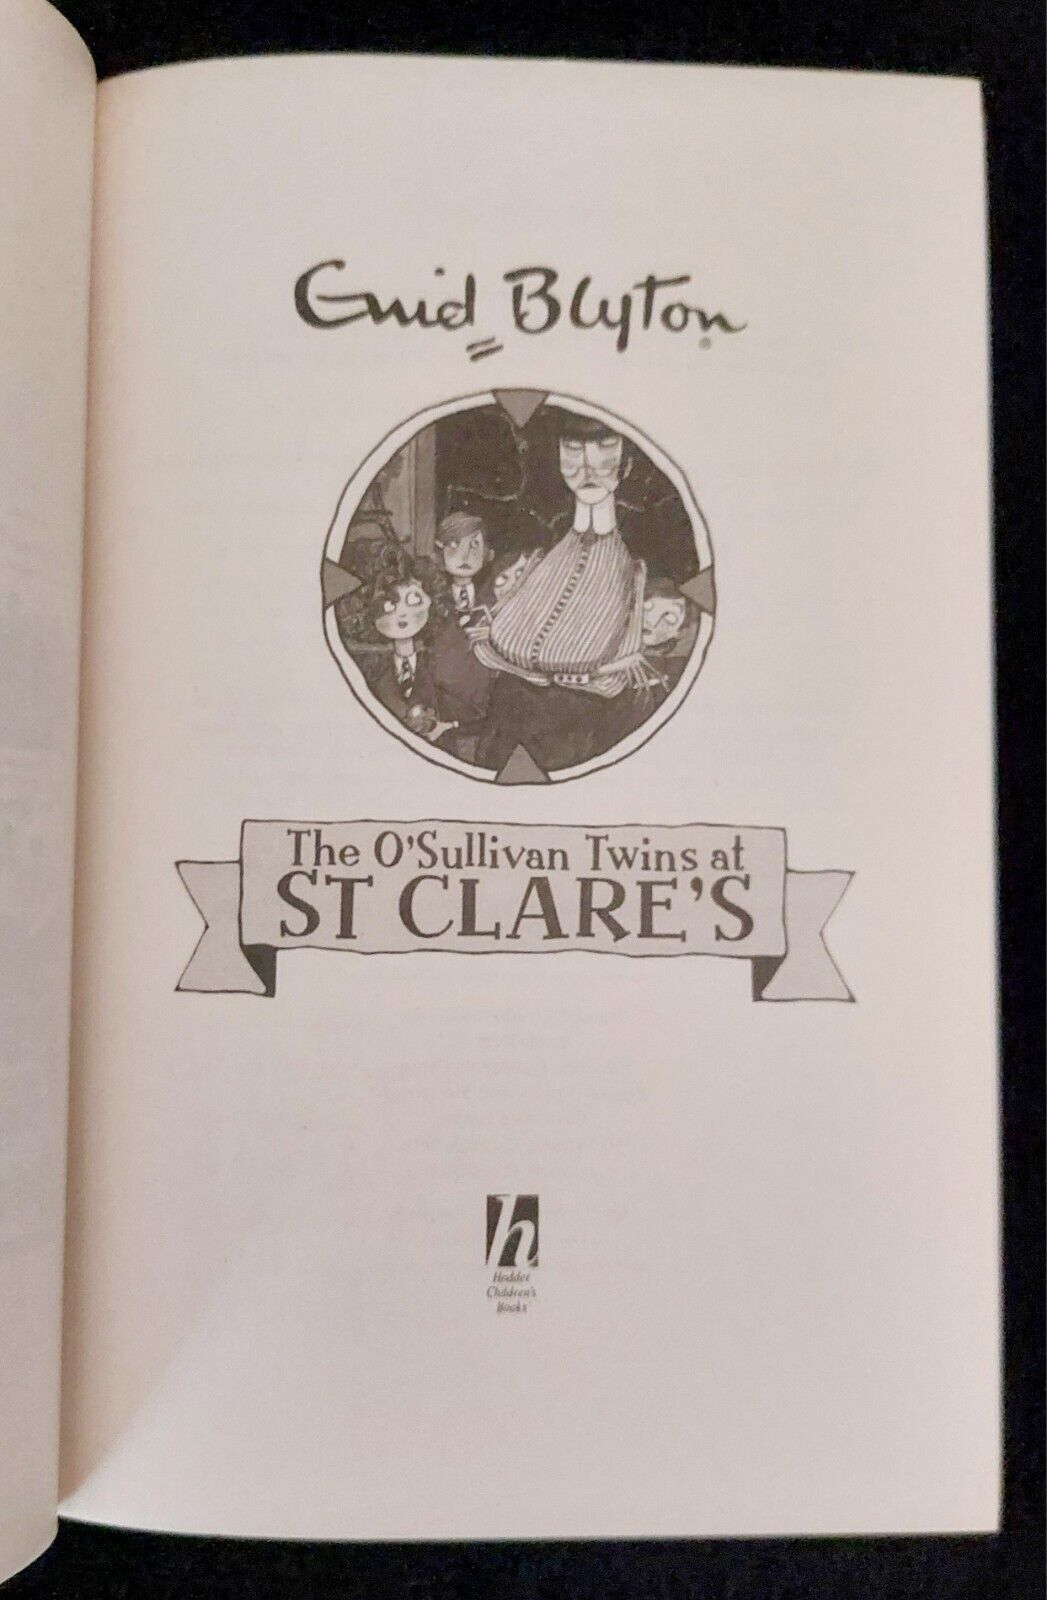 Enid Blyton
The O'Sullivan Twins at
ST CLARE'S
h
Hodder
Children's
Books